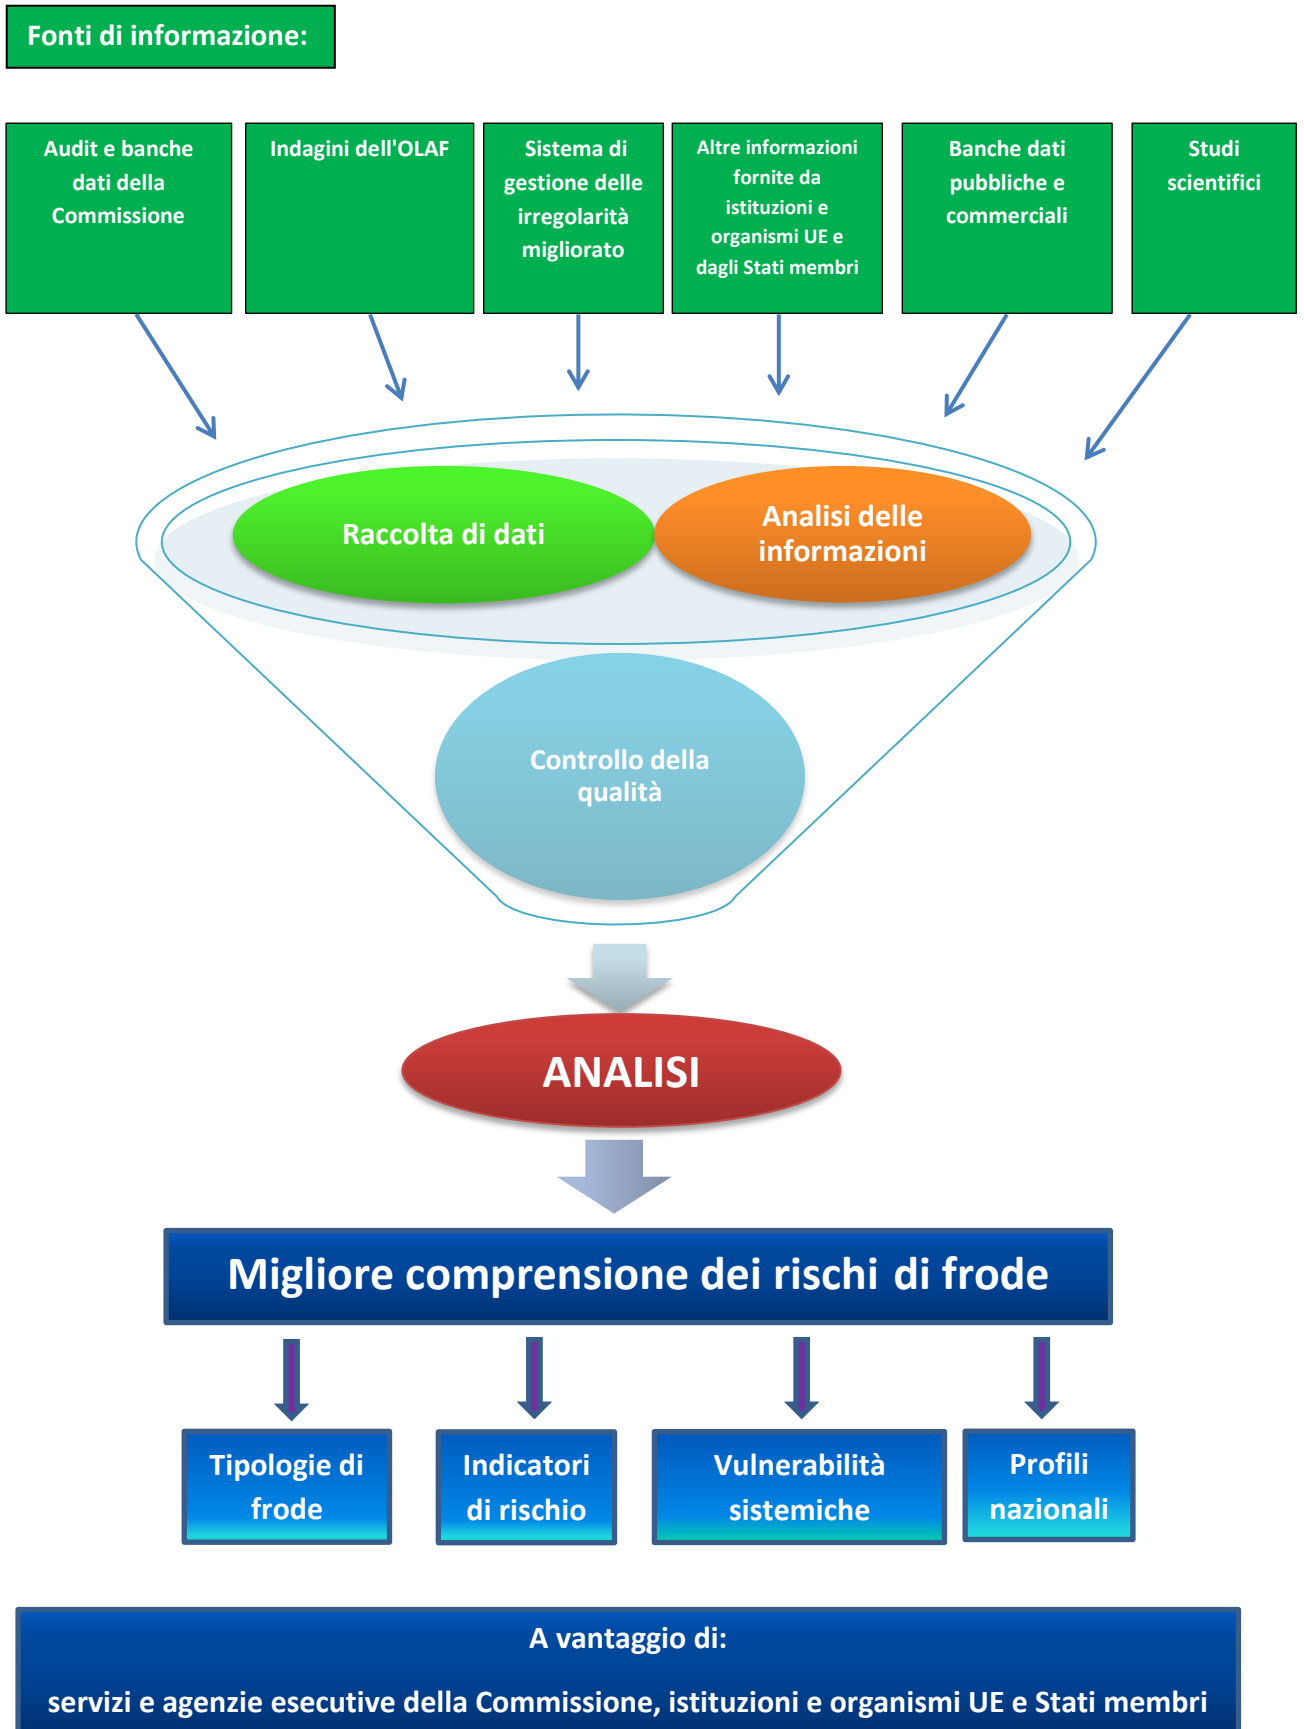 Fonti di informazione:
Audit e banche
dati della
Commissione
Indagini dell'OLAF
Sistema di
gestione delle
irregolarità
migliorato
Altre informazioni
fornite da
istituzioni e
organismi UE e
dagli Stati membri
Banche dati
pubbliche e
commerciali
Studi
scientifici
Raccolta di dati
Analisi delle
informazioni
Controllo della
qualità
ANALISI
Migliore comprensione dei rischi di frode
Tipologie di
frode
Indicatori
di rischio
Vulnerabilità
sistemiche
Profili
nazionali
A vantaggio di:
servizi e agenzie esecutive della Commissione, istituzioni e organismi UE e Stati membri